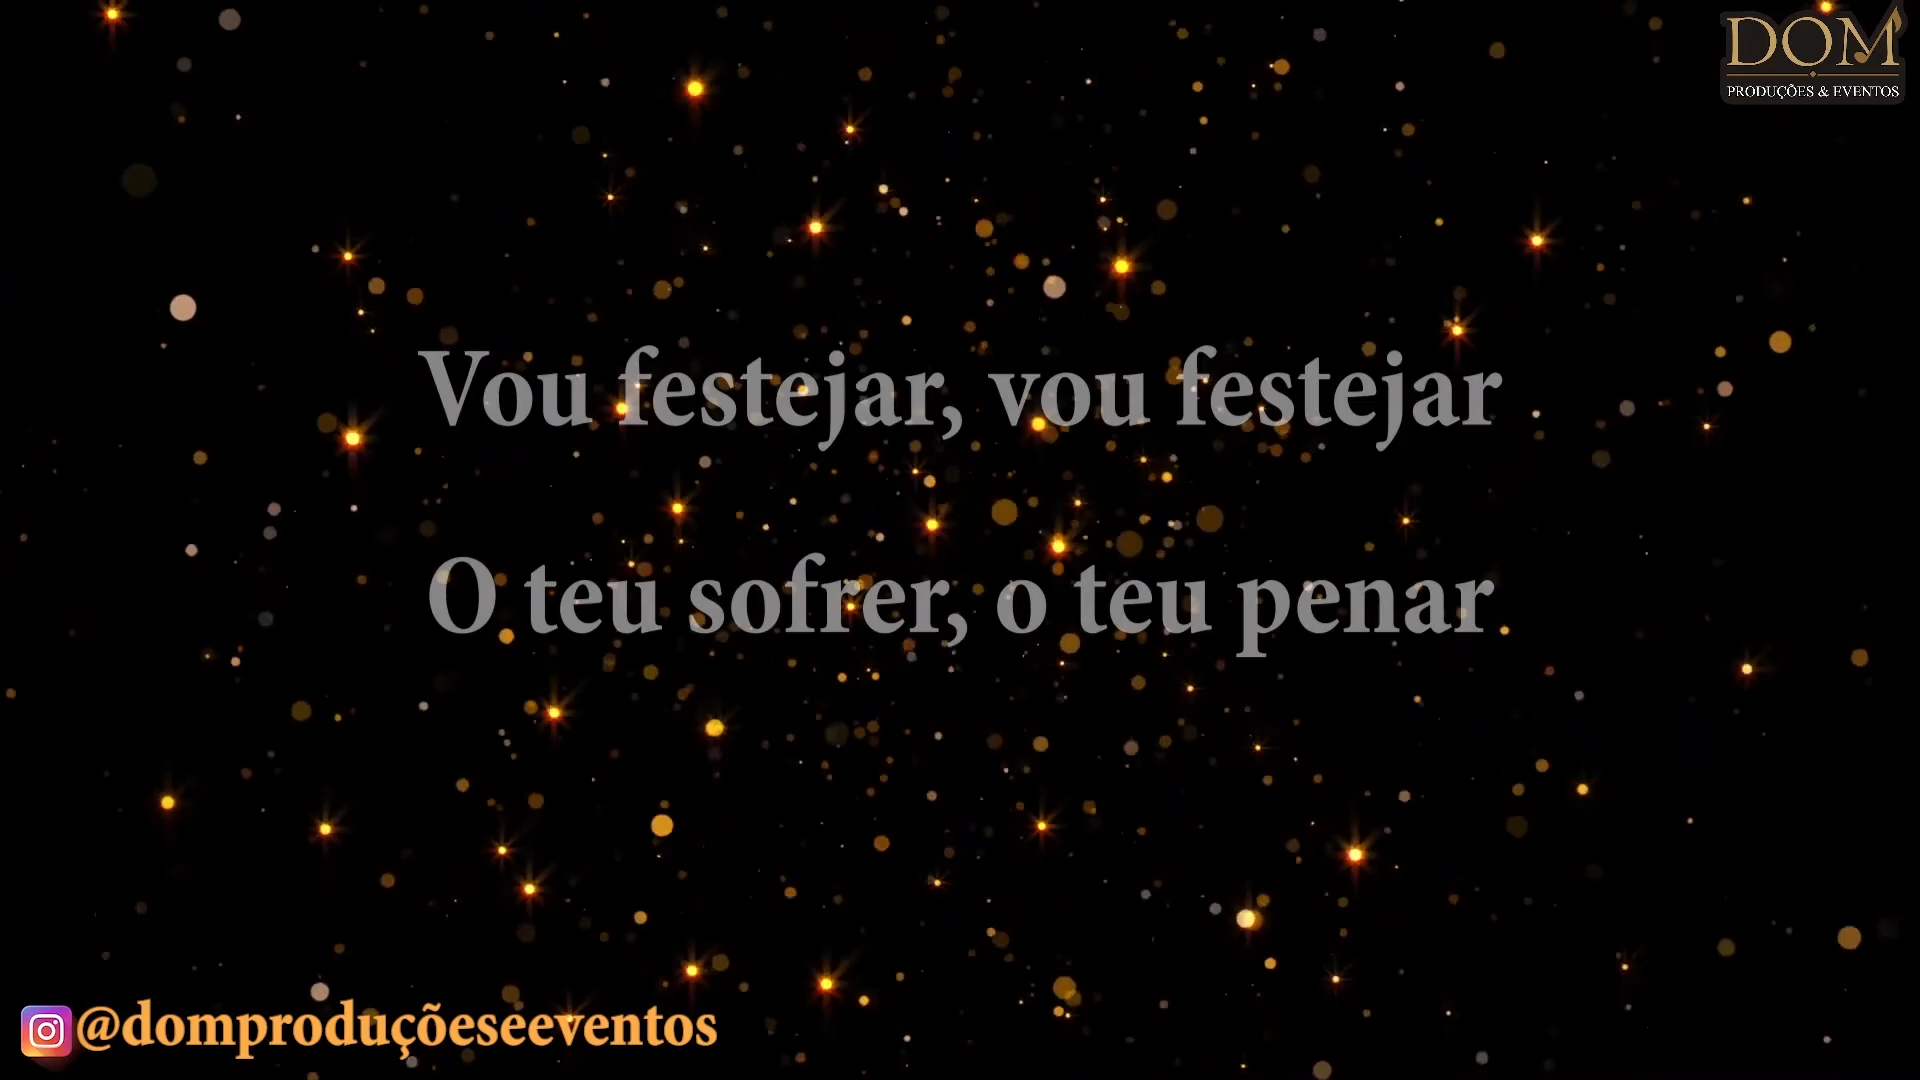 DOM
PRODUÇÕES & EVENTOS
Vou festejar, vou festejar
O teu sofrer, o teu penar
@domproduçõeseeventos